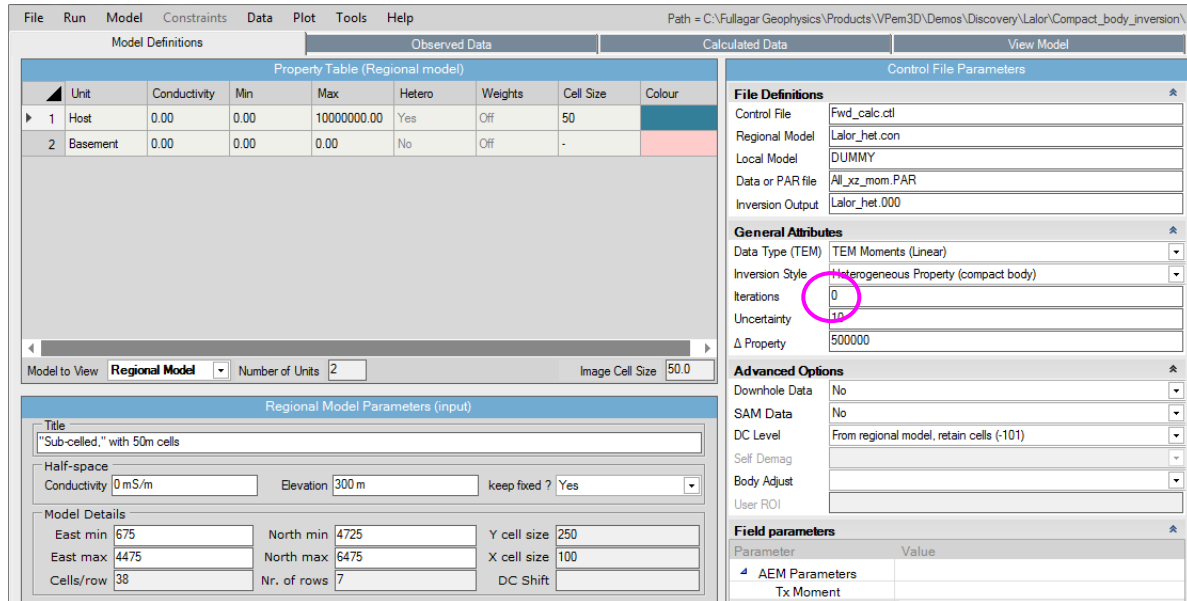 File Run Model Constraints Data Plot Tools Help Path = C:\Fullagar Geophysics\Products\VPem3D\Demos\Discovery\Lalor\Compact_body_inversion\
Model Definitions Observed Data Calculated Data View Model
Property Table (Regional model)
Unit Conductivity Min Max Hetero Weights Cell Size Colour
1 Host 0.00 0.00 10000000.00 Yes Off 50
2 Basement 0.00 0.00 0.00 No Off -
Model to View Regional Model Number of Units 2 Image Cell Size 50.0
Regional Model Parameters (input)
Title
"Sub-celled," with 50m cells
Half-space
Conductivity 0 mS/m Elevation 300 m keep fixed ? Yes
Model Details
East min 675 North min 4725 Y cell size 250
East max 4475 North max 6475 X cell size 100
Cells/row 38 Nr. of rows 7 DC Shift
Control File Parameters
File Definitions
Control File Fwd_calc.ctl
Regional Model Lalor_het.con
Local Model DUMMY
Data or PAR file All_xz_mom.PAR
Inversion Output Lalor_het.000
General Attributes
Data Type (TEM) TEM Moments (Linear)
Inversion Style Heterogeneous Property (compact body)
Iterations 0
Uncertainty 10
Δ Property 500000
Advanced Options
Downhole Data No
SAM Data No
DC Level From regional model, retain cells (-101)
Self Demag
Body Adjust
User ROI
Field parameters
Parameter Value
AEM Parameters
Tx Moment